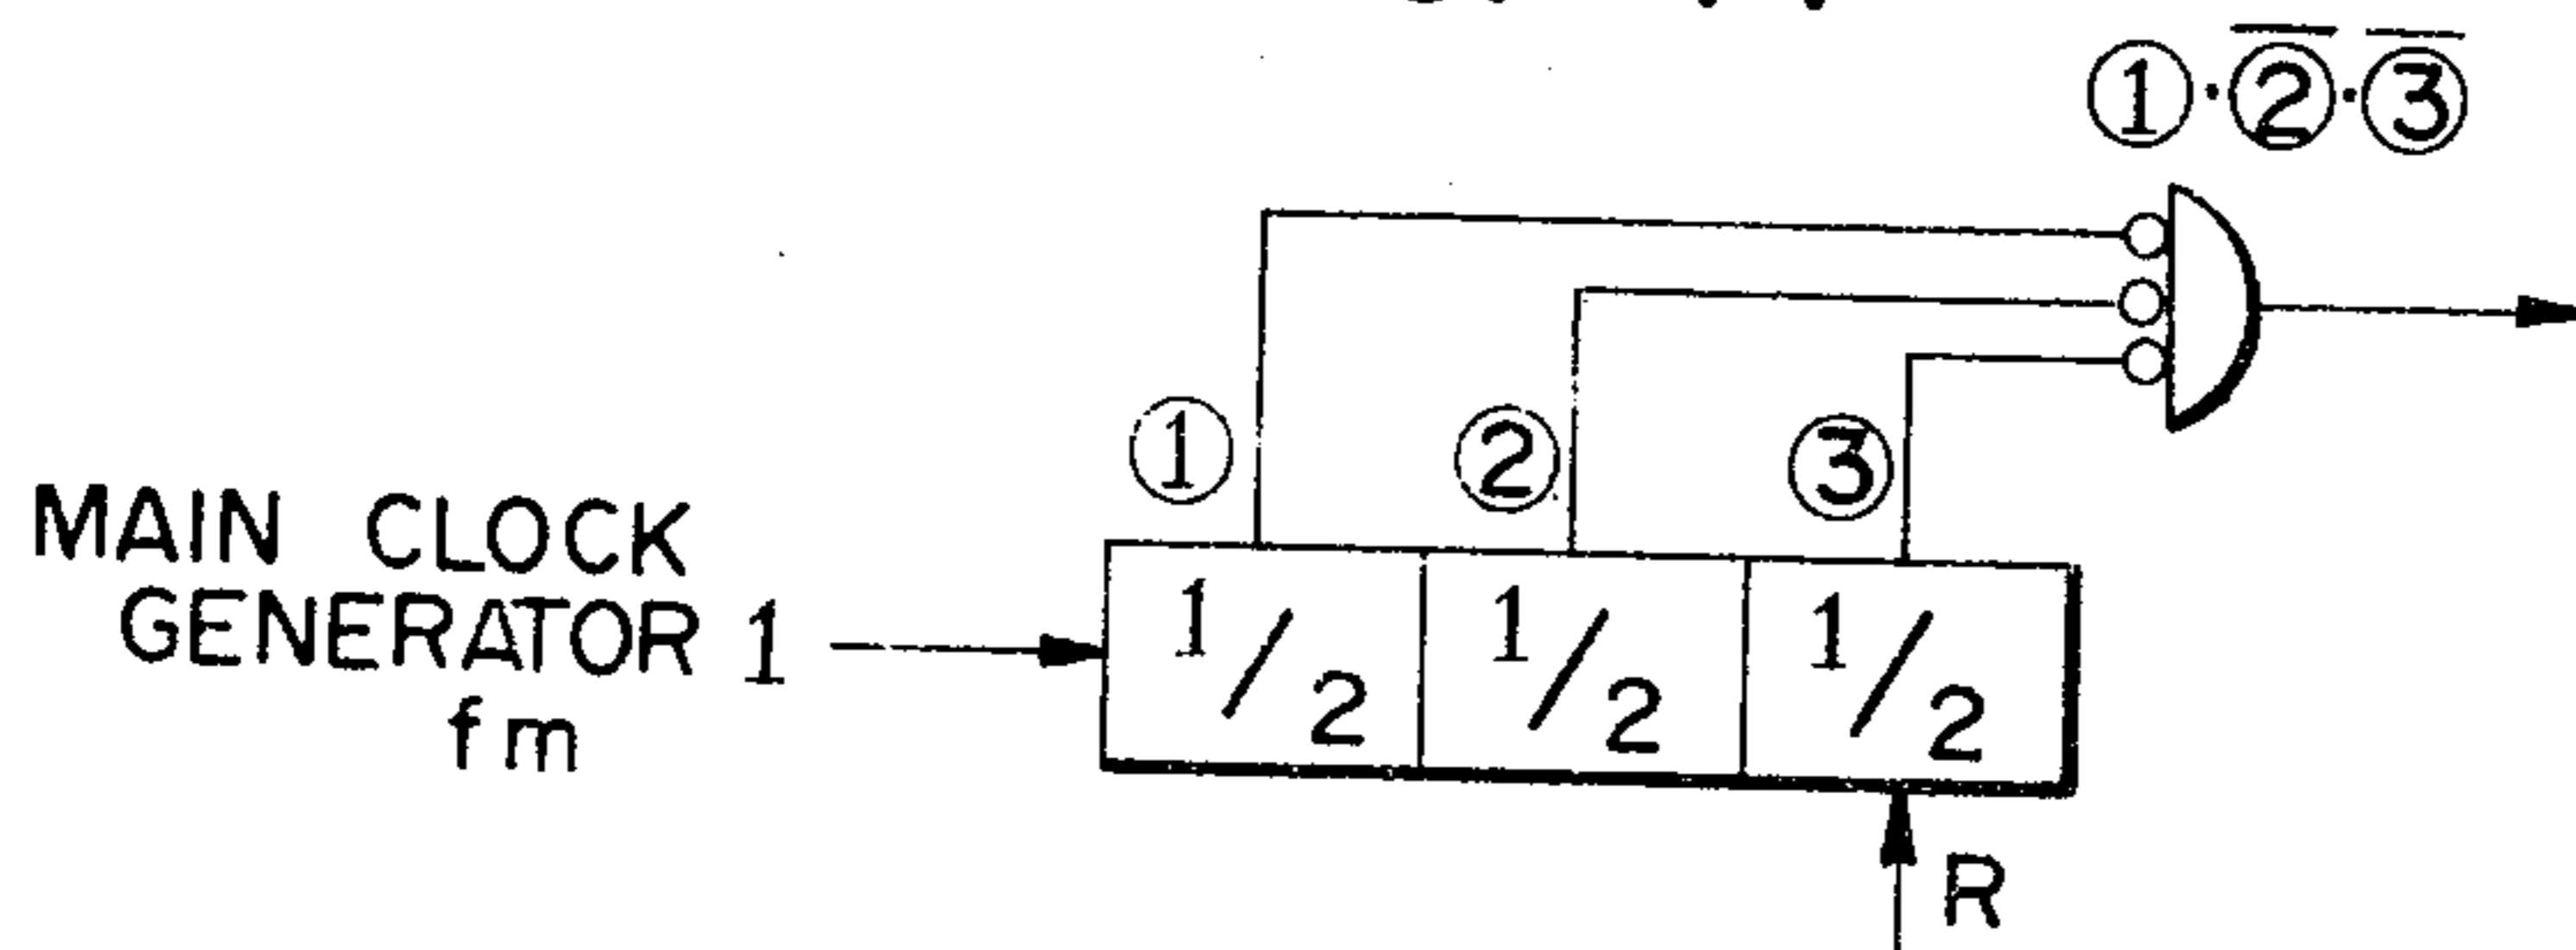 ①·②̅·③̅
① ② ③
MAIN CLOCK
GENERATOR 1
fm
1/2 1/2 1/2
R